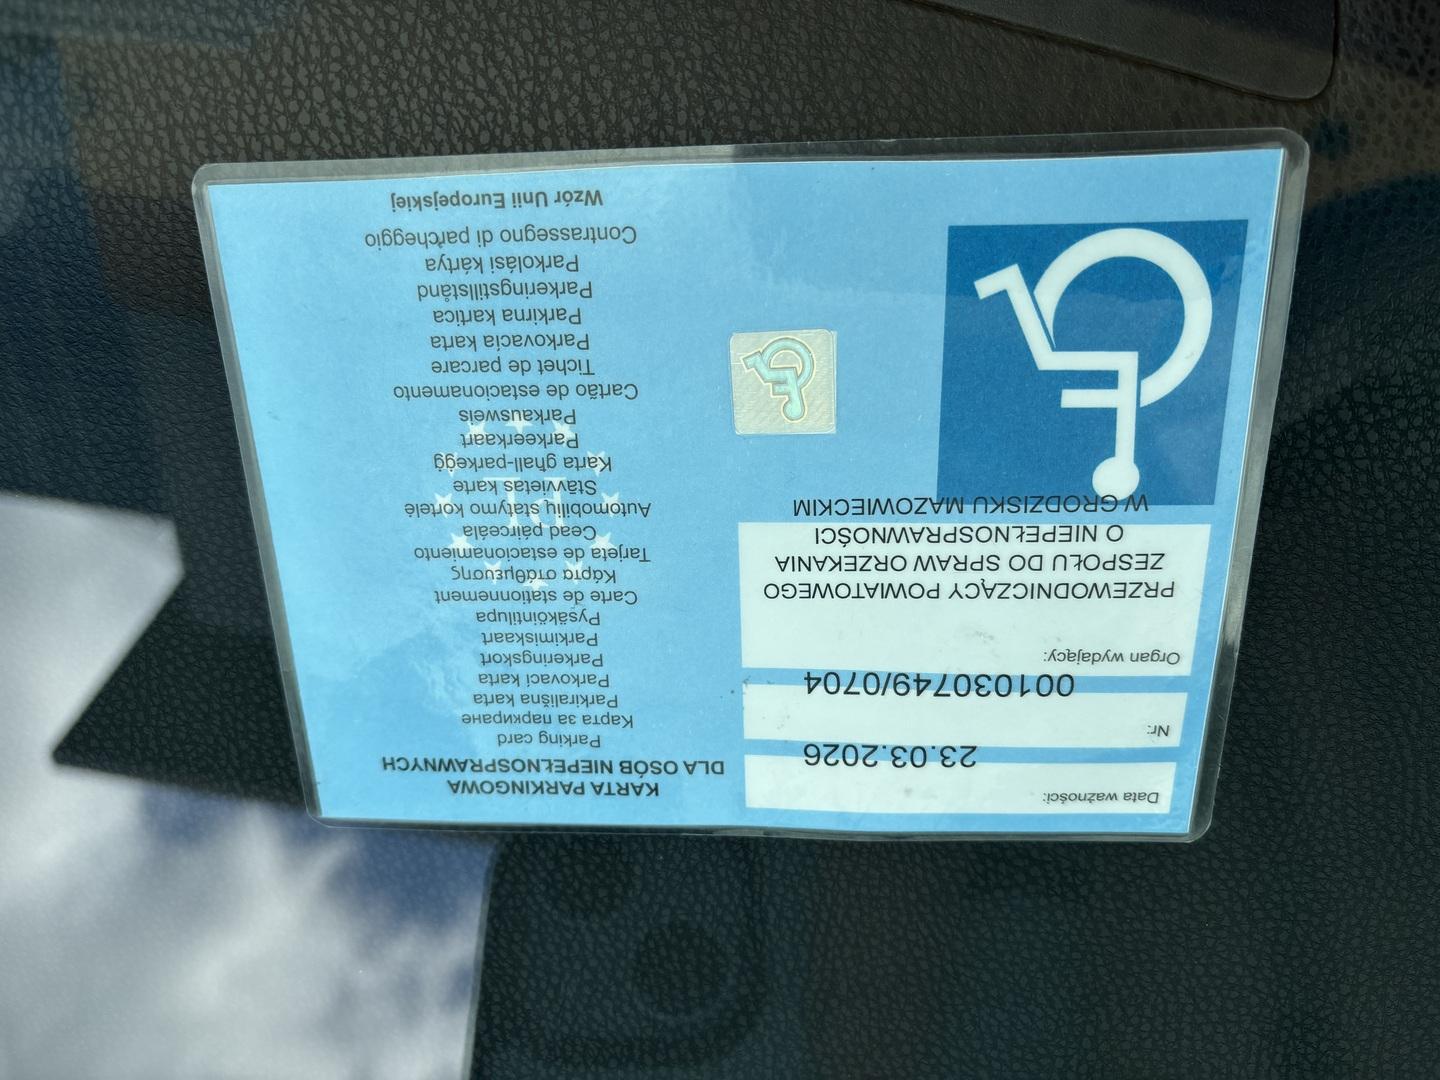 Data ważności:
23.03.2026
Nr:
001030749/0704
Organ wydający:
PRZEWODNICZĄCY POWIATOWEGO
ZESPOŁU DO SPRAW ORZEKANIA
O NIEPEŁNOSPRAWNOŚCI
W GRODZISKU MAZOWIECKIM
KARTA PARKINGOWA
DLA OSÓB NIEPEŁNOSPRAWNYCH
Parking card
Карта за паркиране
Parkirališna karta
Parkovací karta
Parkeringskort
Parkimiskaart
Pysäköintilupa
Carte de stationnement
Κάρτα στάθμευσης
Tarjeta de estacionamiento
Cead páirceála
Automobilių statymo kortelė
PL
Stāvvietas karte
Karta għall-parkeġġ
Parkeerkaart
Parkausweis
Cartão de estacionamento
Tichet de parcare
Parkovacia karta
Parkirna kartica
Parkeringstillstånd
Parkolási kártya
Contrassegno di parcheggio
Wzór Unii Europejskiej